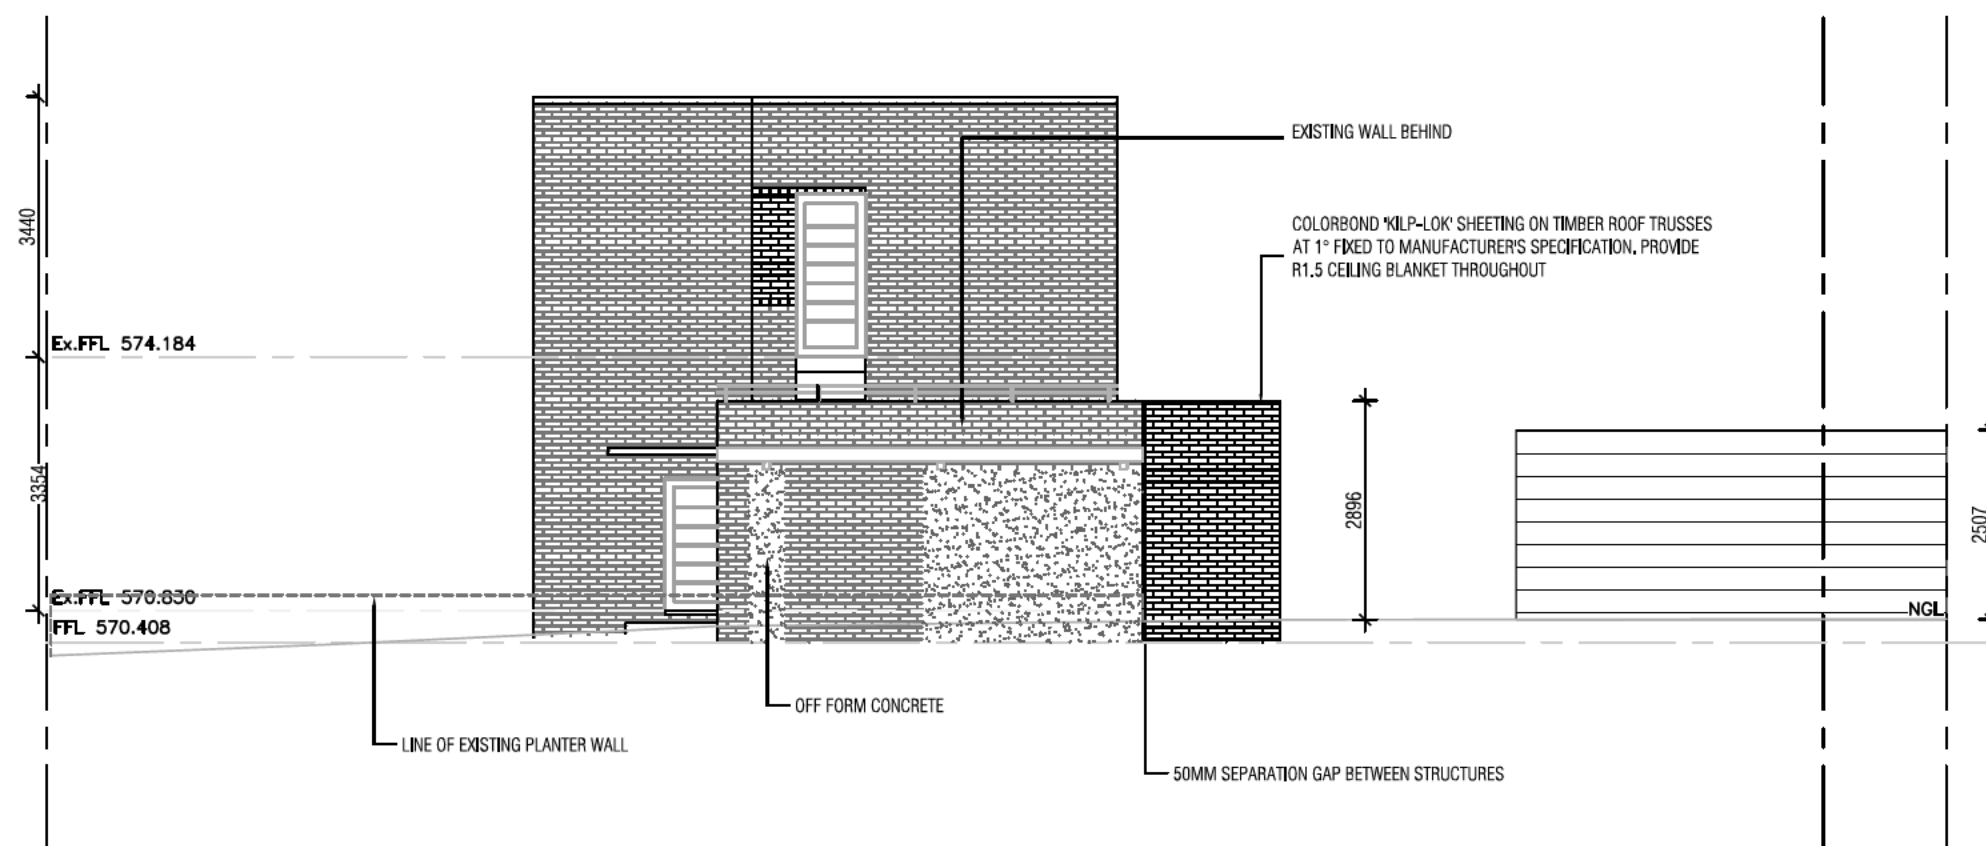 EXISTING WALL BEHIND
COLORBOND 'KILP-LOK' SHEETING ON TIMBER ROOF TRUSSES
AT 1° FIXED TO MANUFACTURER'S SPECIFICATION. PROVIDE
R1.5 CEILING BLANKET THROUGHOUT
3440
Ex.FFL 574.184
3354
2896
2507
Ex.FFL 570.830
NGL
FFL 570.408
OFF FORM CONCRETE
LINE OF EXISTING PLANTER WALL
50MM SEPARATION GAP BETWEEN STRUCTURES